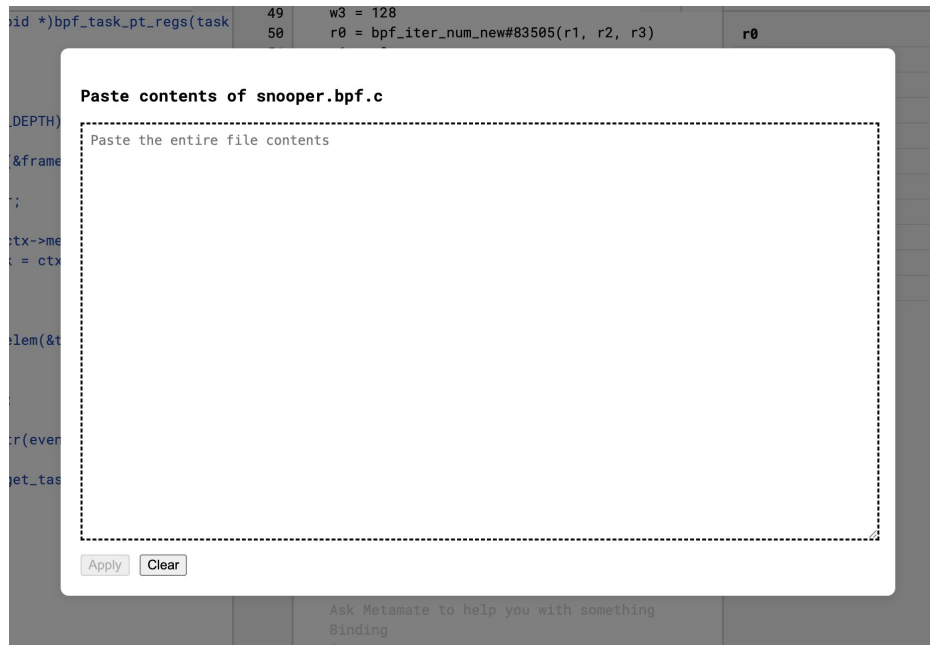 49 w3 = 128
oid *)bpf_task_pt_regs(task
50 r0 = bpf_iter_num_new#83505(r1, r2, r3)
r0
Paste contents of snooper.bpf.c
_DEPTH)
Paste the entire file contents
(&frame
r;
ctx->me
k = ctx
elem(&t
;
tr(even
get_tas
Apply Clear
Ask Metamate to help you with something
Binding